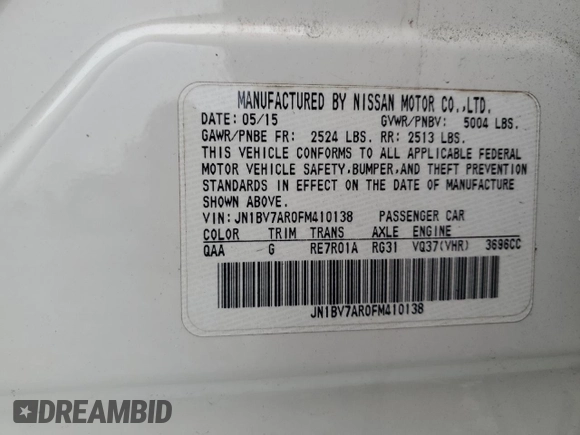 MANUFACTURED BY NISSAN MOTOR CO.,LTD.
DATE: 05/15 GVWR/PNBV: 5004 LBS.
GAWR/PNBE FR: 2524 LBS. RR: 2513 LBS.
THIS VEHICLE CONFORMS TO ALL APPLICABLE FEDERAL
MOTOR VEHICLE SAFETY,BUMPER,AND THEFT PREVENTION
STANDARDS IN EFFECT ON THE DATE OF MANUFACTURE
SHOWN ABOVE.
VIN: JN1BV7AR0FM410138 PASSENGER CAR
COLOR TRIM TRANS AXLE ENGINE
QAA G RE7R01A RG31 VQ37(VHR) 3696CC
JN1BV7AR0FM410138
DREAMBID